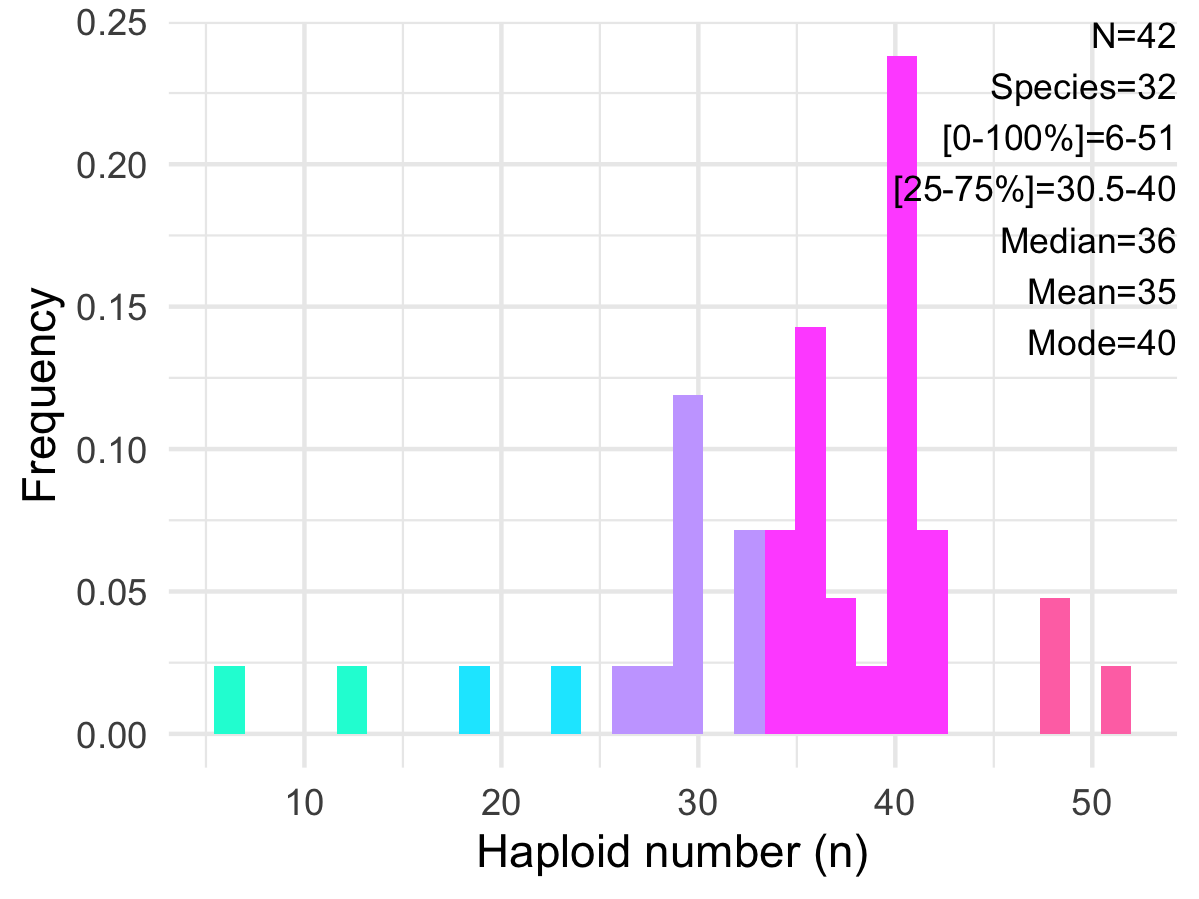 0.25
0.20
0.15
0.10
0.05
0.00
Frequency
N=42
Species=32
[0-100%]=6-51
[25-75%]=30.5-40
Median=36
Mean=35
Mode=40
10 20 30 40 50
Haploid number (n)